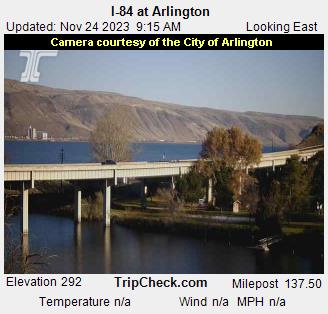 I-84 at Arlington
Updated: Nov 24 2023 9:15 AM Looking East
Camera courtesy of the City of Arlington
Elevation 292 TripCheck.com Milepost 137.50
Temperature n/a Wind n/a MPH n/a